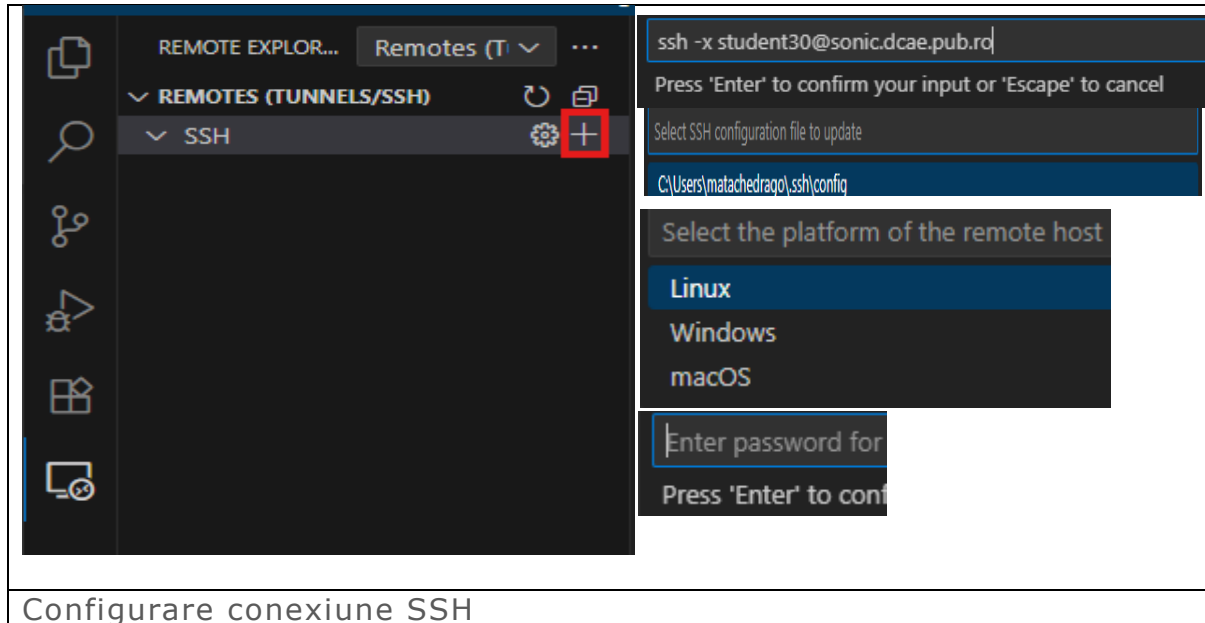 REMOTE EXPLOR... Remotes (T
REMOTES (TUNNELS/SSH)
SSH
ssh -x student30@sonic.dcae.pub.ro
Press 'Enter' to confirm your input or 'Escape' to cancel
Select SSH configuration file to update
C:\Users\matachedrago\.ssh\config
Select the platform of the remote host
Linux
Windows
macOS
Enter password for
Press 'Enter' to conf
Configurare conexiune SSH